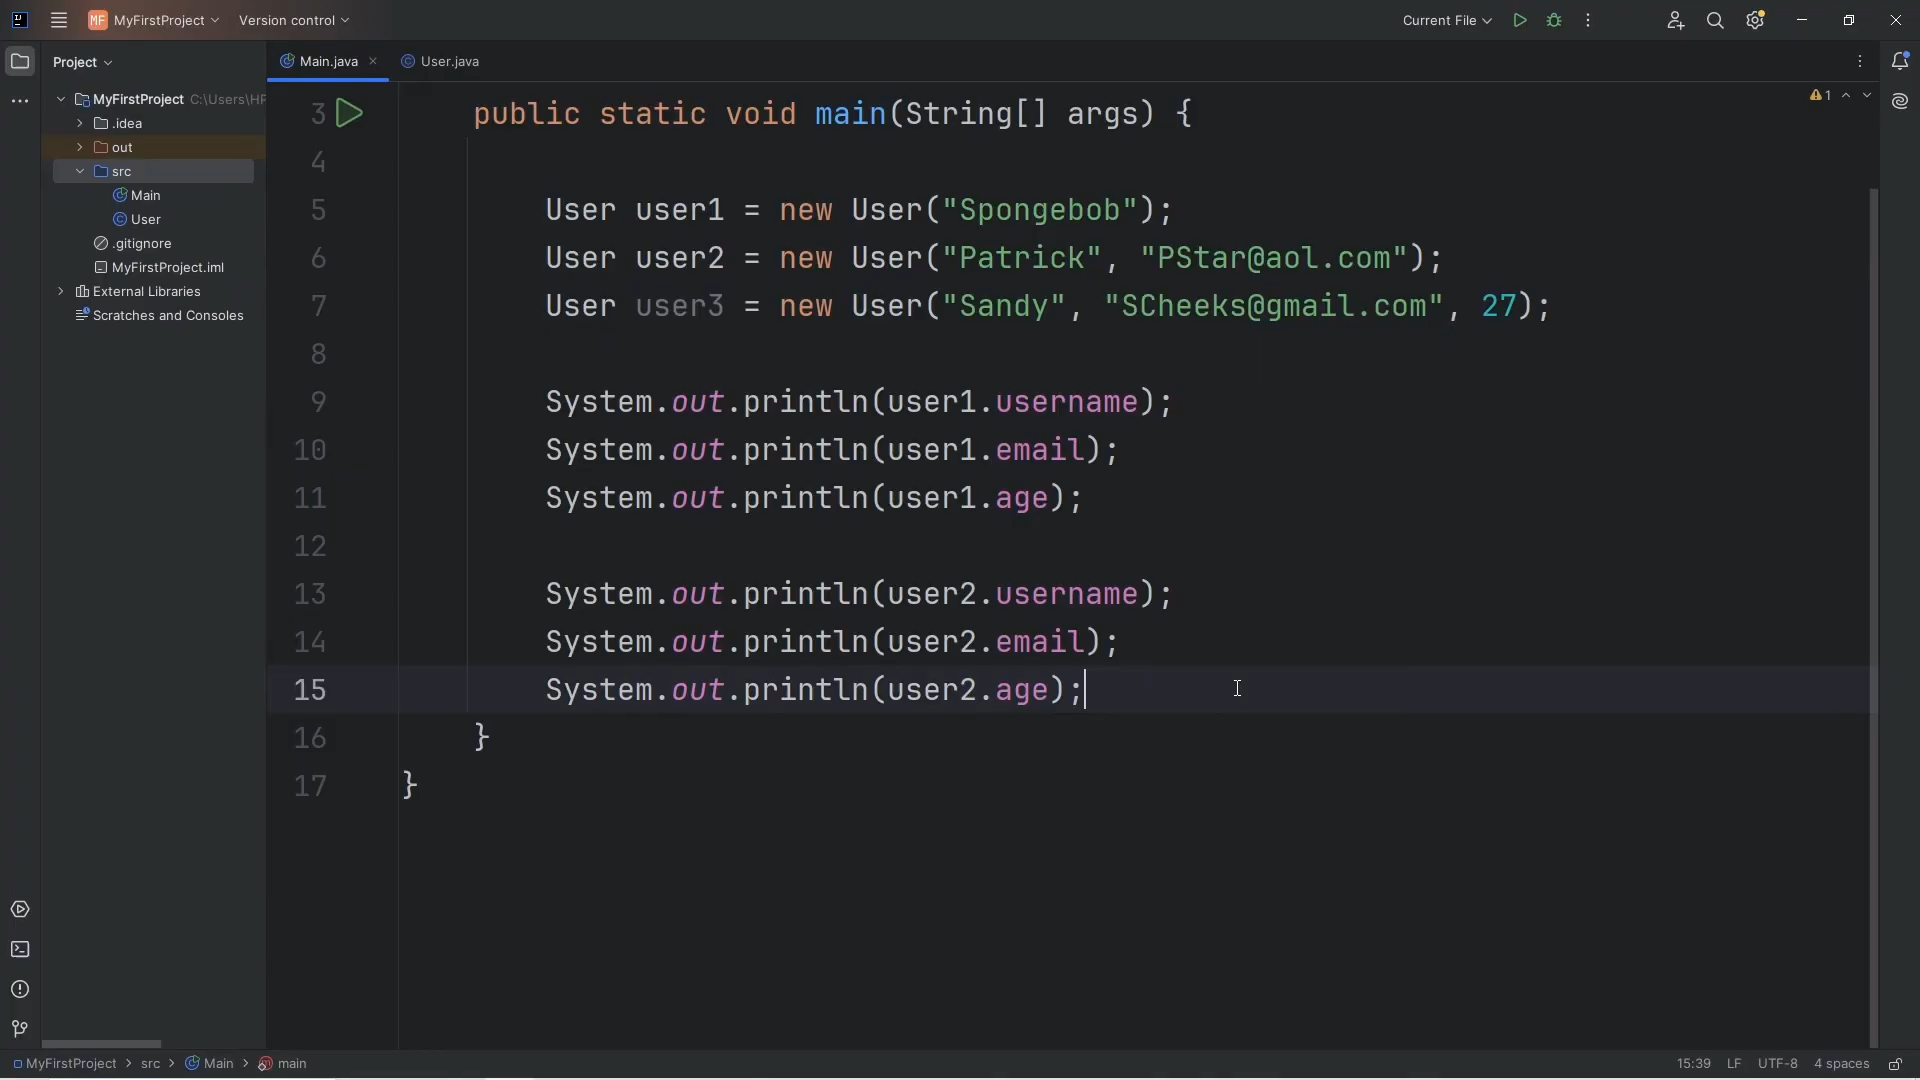 MF MyFirstProject Version control Current File
Project
Main.java User.java
MyFirstProject C:\Users\HP
.idea
out
src
Main
User
.gitignore
MyFirstProject.iml
External Libraries
Scratches and Consoles
1
3 public static void main(String[] args) {
4
5 User user1 = new User("Spongebob");
6 User user2 = new User("Patrick", "PStar@aol.com");
7 User user3 = new User("Sandy", "SCheeks@gmail.com", 27);
8
9 System.out.println(user1.username);
10 System.out.println(user1.email);
11 System.out.println(user1.age);
12
13 System.out.println(user2.username);
14 System.out.println(user2.email);
15 System.out.println(user2.age);
16 }
17 }
MyFirstProject > src > Main > main 15:39 LF UTF-8 4 spaces